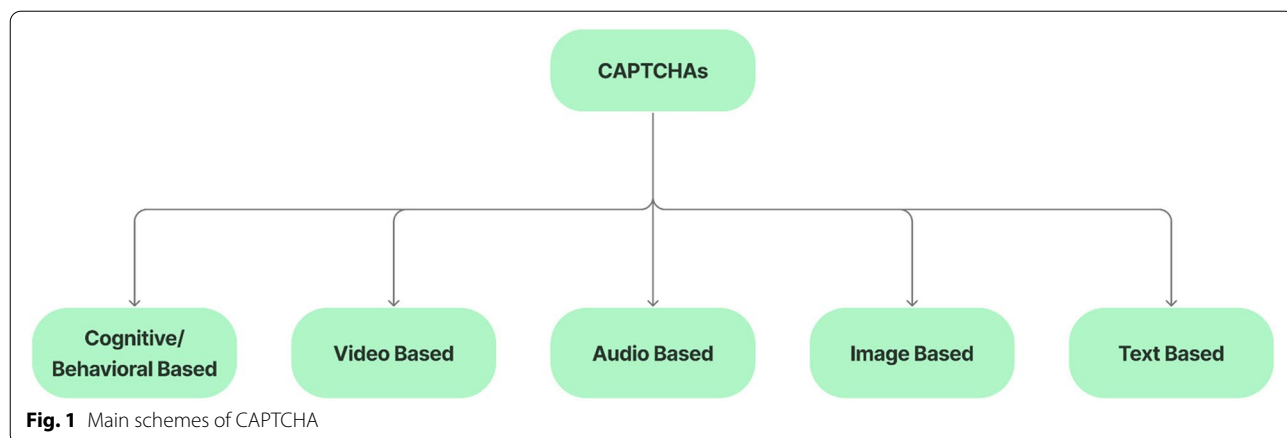 CAPTCHAs
Cognitive/
Behavioral Based
Video Based
Audio Based
Image Based
Text Based
Fig. 1 Main schemes of CAPTCHA